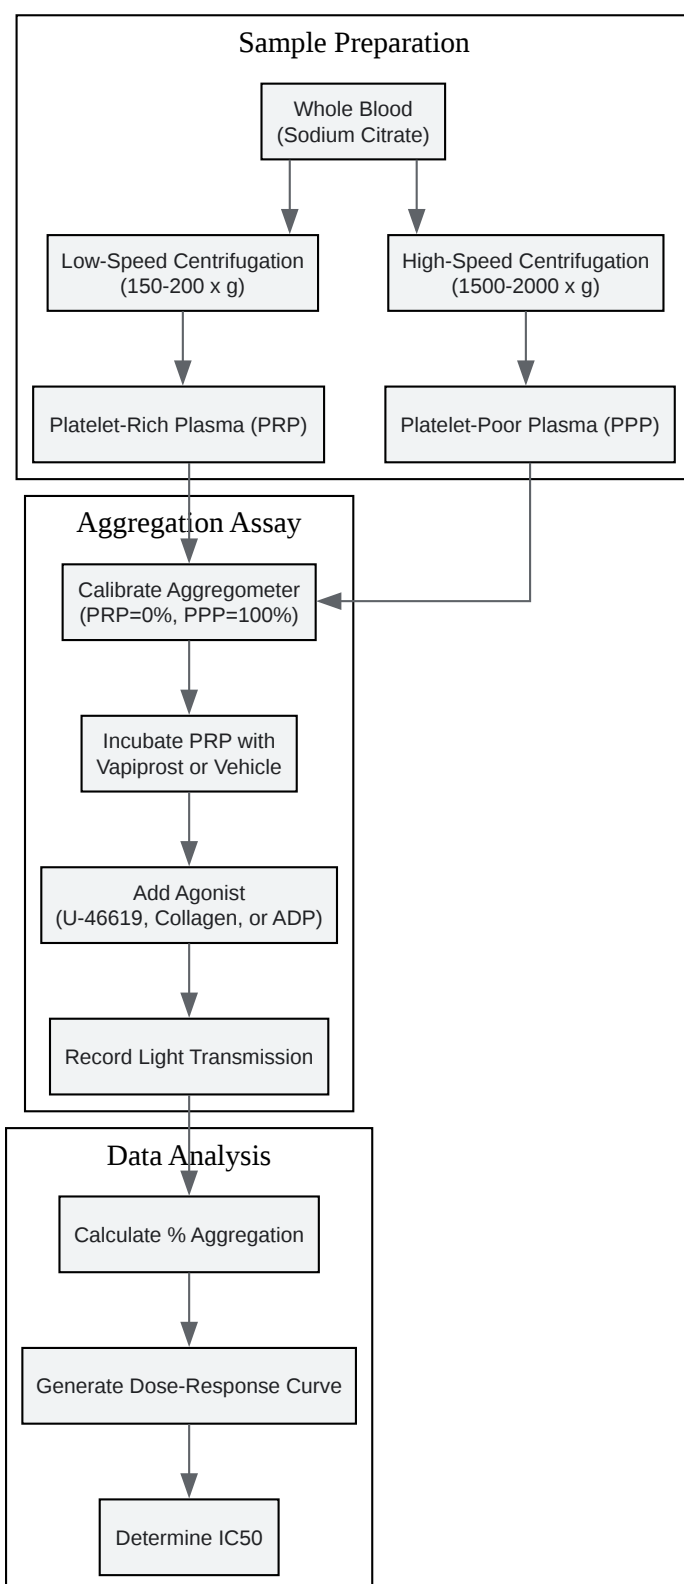 Sample Preparation
Whole Blood
(Sodium Citrate)
Low-Speed Centrifugation
(150-200 x g)
High-Speed Centrifugation
(1500-2000 x g)
Platelet-Rich Plasma (PRP)
Platelet-Poor Plasma (PPP)
Aggregation Assay
Calibrate Aggregometer
(PRP=0%, PPP=100%)
Incubate PRP with
Vapiprost or Vehicle
Add Agonist
(U-46619, Collagen, or ADP)
Record Light Transmission
Data Analysis
Calculate % Aggregation
Generate Dose-Response Curve
Determine IC50